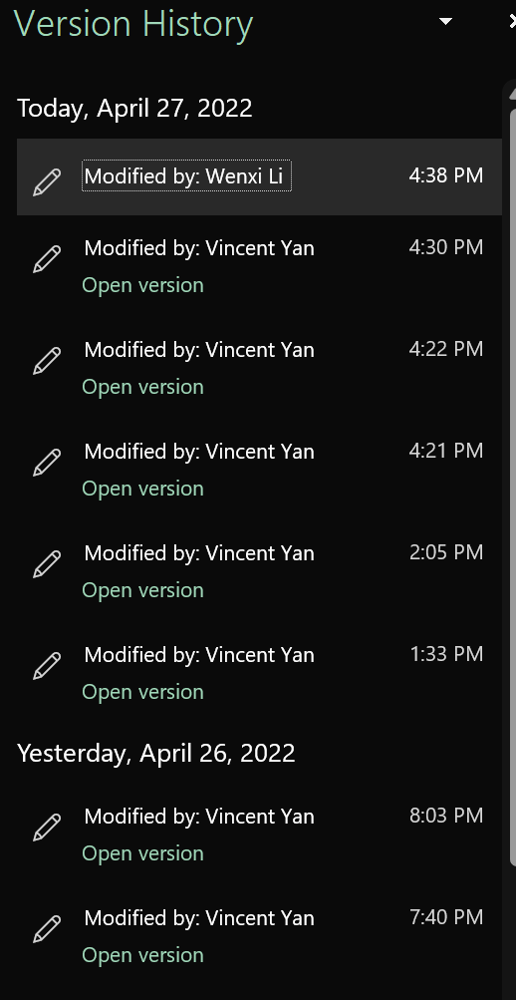 Version History
Today, April 27, 2022
Modified by: Wenxi Li 4:38 PM
Modified by: Vincent Yan 4:30 PM
Open version
Modified by: Vincent Yan 4:22 PM
Open version
Modified by: Vincent Yan 4:21 PM
Open version
Modified by: Vincent Yan 2:05 PM
Open version
Modified by: Vincent Yan 1:33 PM
Open version
Yesterday, April 26, 2022
Modified by: Vincent Yan 8:03 PM
Open version
Modified by: Vincent Yan 7:40 PM
Open version